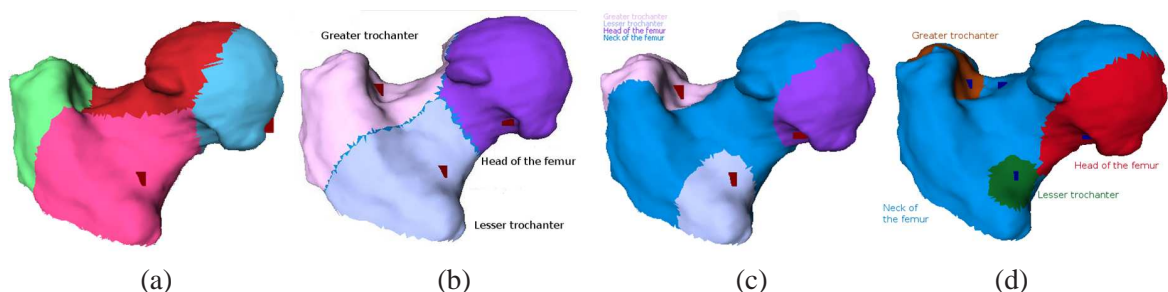 Greater trochanter
Head of the femur
Lesser trochanter
Greater trochanter
Lesser trochanter
Head of the femur
Neck of the femur
Greater trochanter
Head of the femur
Lesser trochanter
Neck of
the femur
(a)
(b)
(c)
(d)